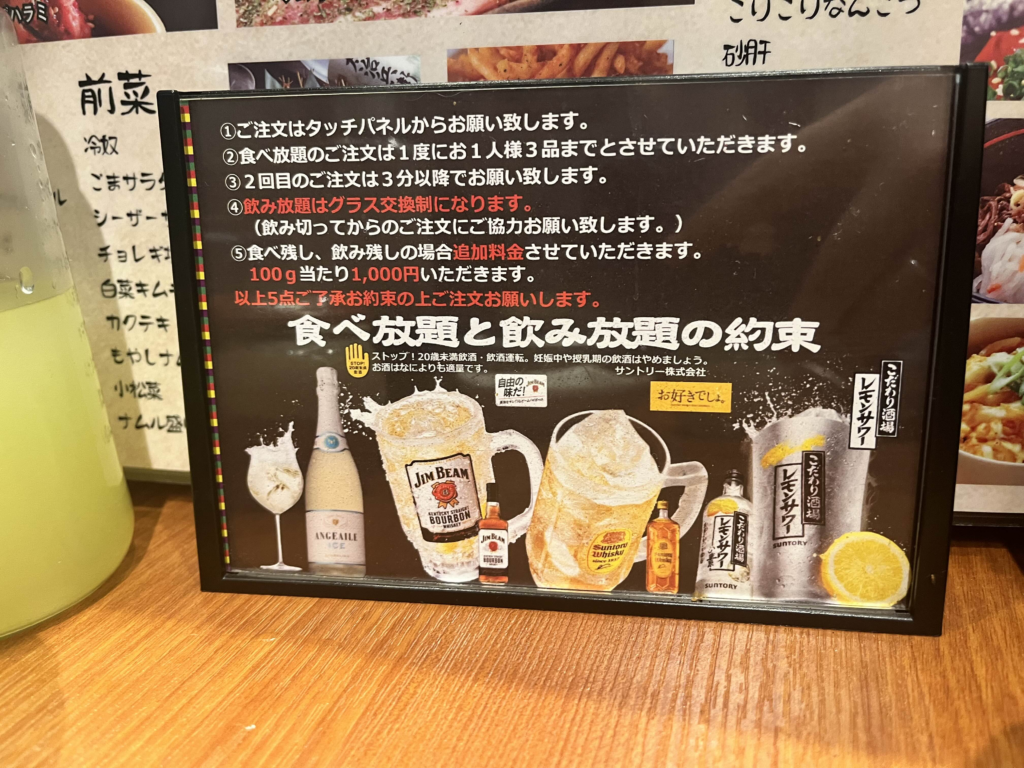 ハラミ
こりこりなんこつ
砂肝
前菜
冷奴
ごまサラダ
シーザーサ
チョレギ
白菜キムチ
カクテキ
もやしナム
小松菜
ナムル盛
①ご注文はタッチパネルからお願い致します。
②食べ放題のご注文は１度にお１人様３品までとさせていただきます。
③２回目のご注文は３分以降でお願い致します。
④飲み放題はグラス交換制になります。
（飲み切ってからのご注文にご協力お願い致します。）
⑤食べ残し、飲み残しの場合追加料金させていただきます。
100ｇ当たり1,000円いただきます。
以上5点ご了承お約束の上ご注文お願いします。
食べ放題と飲み放題の約束
STOP!
ストップ！20歳未満飲酒・飲酒運転。妊娠中や授乳期の飲酒はやめましょう。
お酒はなによりも適量です。
サントリー株式会社
自由の
味だ!
お好きでしょ。
こだわり酒場
レモンサワー
JIM BEAM
KENTUCKY STRAIGHT
BOURBON
WHISKEY
ANGEAILE
ICE
JIM BEAM
BOURBON
Suntory
Whisky
こだわり酒場
レモンサワー
SUNTORY
こだわり酒場
レモンサワー
SUNTORY